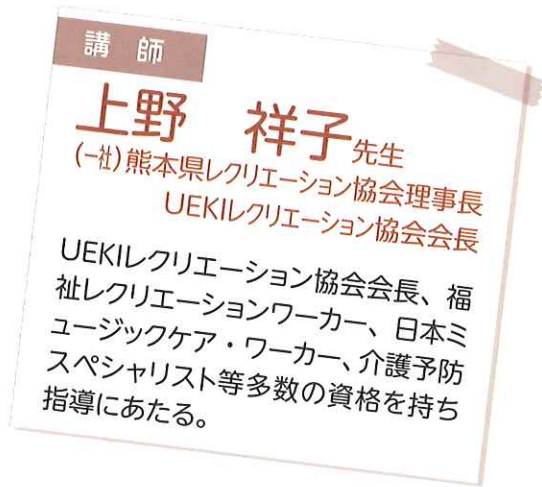 講師
上野 祥子先生
(一社)熊本県レクリエーション協会理事長
UEKIレクリエーション協会会長
UEKIレクリエーション協会会長、福
祉レクリエーションワーカー、日本ミ
ュージックケア・ワーカー、介護予防
スペシャリスト等多数の資格を持ち
指導にあたる。